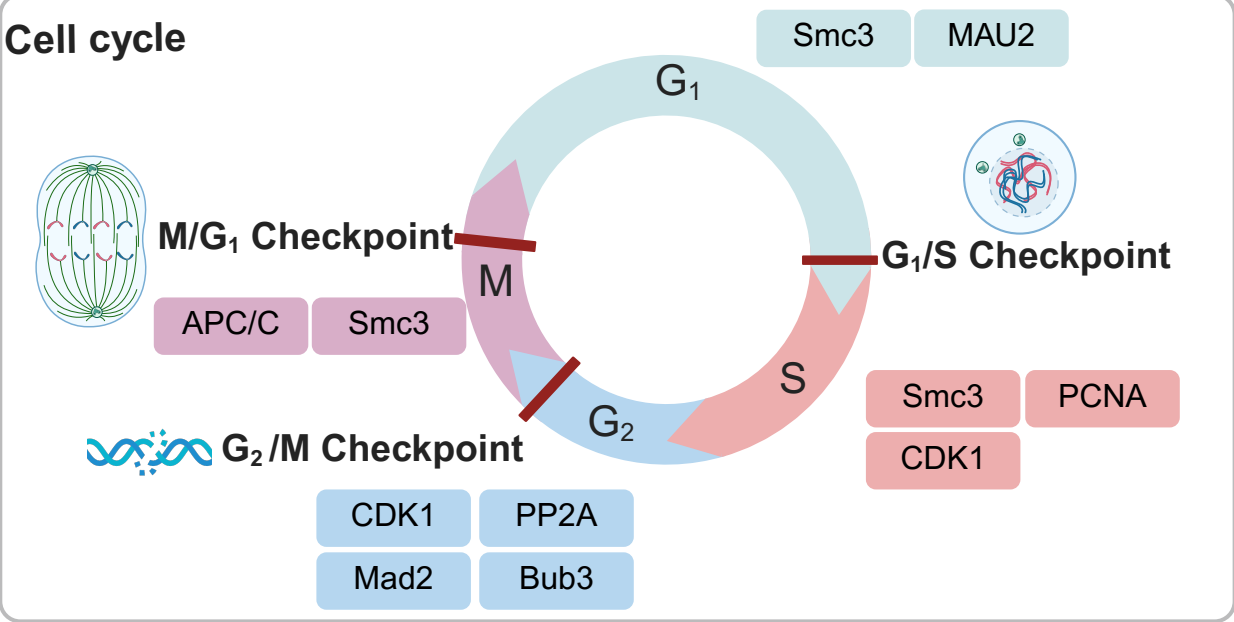 Cell cycle
Smc3 MAU2
G₁
M/G₁ Checkpoint
G₁/S Checkpoint
M
APC/C Smc3
S
Smc3 PCNA
CDK1
G₂
G₂/M Checkpoint
CDK1 PP2A
Mad2 Bub3